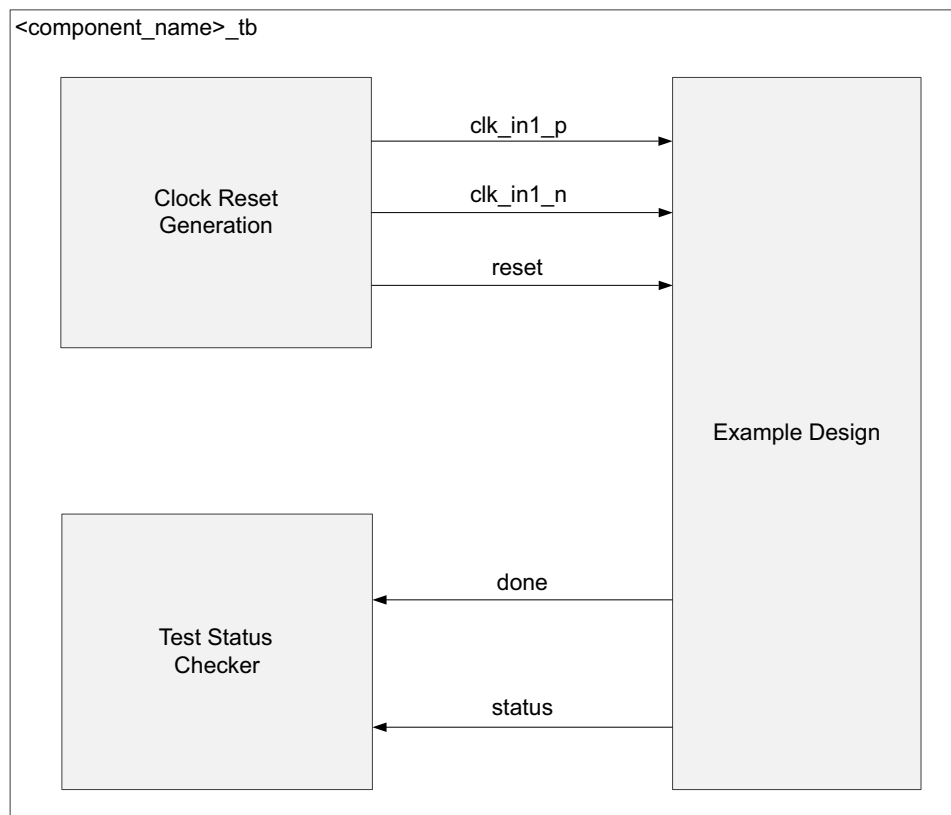 <component_name>_tb
clk_in1_p
Clock Reset
Generation
clk_in1_n
reset
Example Design
done
Test Status
Checker
status